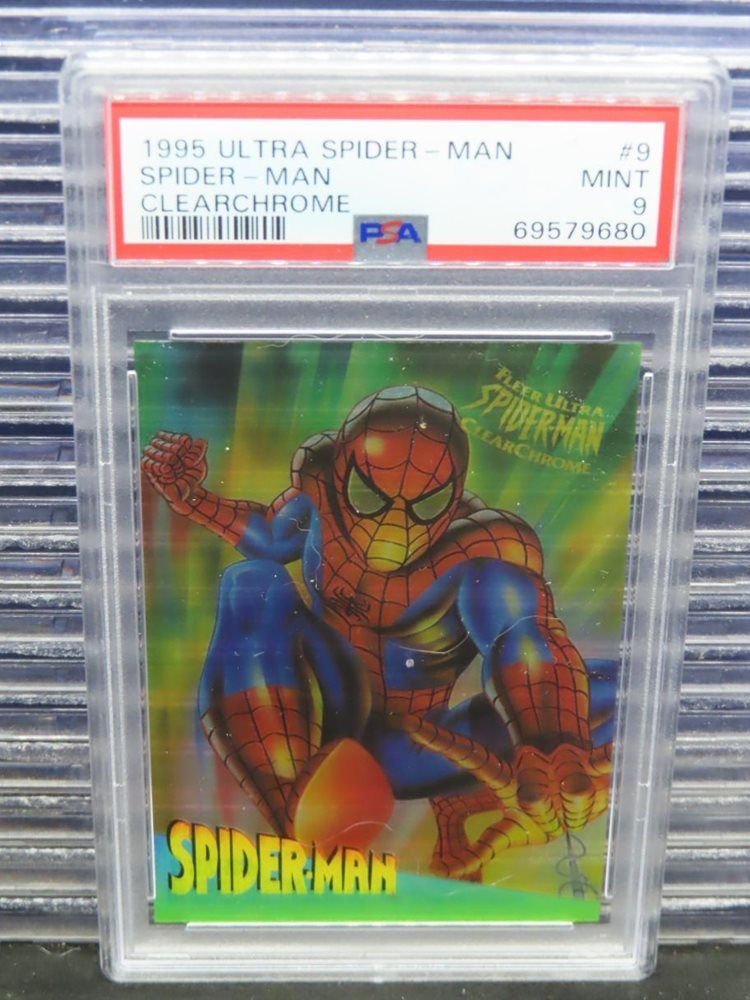 1995 ULTRA SPIDER-MAN #9
SPIDER-MAN MINT
CLEARCHROME 9
PSA 69579680
FLEER ULTRA
SPIDER-MAN
CLEARCHROME
SPIDER-MAN